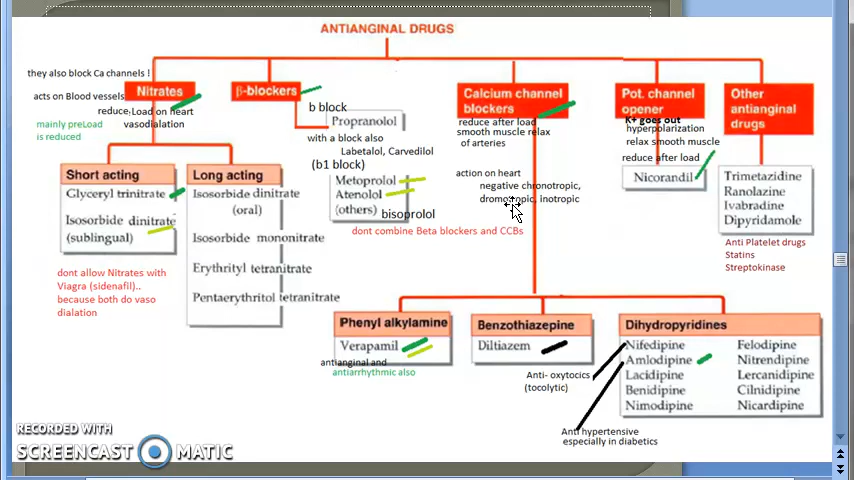 ANTIANGINAL DRUGS
they also block Ca channels !
Nitrates
acts on Blood vessels
reduce Load on heart
vasodialation
mainly preLoad
is reduced
β-blockers
b block
Propranolol
with a block also
Labetalol, Carvedilol
(b1 block)
Metoprolol
Atenolol
(others)
bisoprolol
dont combine Beta blockers and CCBs
Calcium channel
blockers
reduce after load
smooth muscle relax
of arteries
action on heart
negative chronotropic,
dromotropic, inotropic
Pot. channel
opener
K+ goes out
hyperpolarization
relax smooth muscle
reduce after load
Nicorandil
Other
antianginal
drugs
Trimetazidine
Ranolazine
Ivabradine
Dipyridamole
Anti Platelet drugs
Statins
Streptokinase
Short acting
Glyceryl trinitrate
Isosorbide dinitrate
(sublingual)
Long acting
Isosorbide dinitrate
(oral)
Isosorbide mononitrate
Erythrityl tetranitrate
Pentaerythritol tetranitrate
dont allow Nitrates with
Viagra (sidenafil)..
because both do vaso
dialation
Phenyl alkylamine
Verapamil
antianginal and
antiarrhythmic also
Benzothiazepine
Diltiazem
Anti- oxytocics
(tocolytic)
Dihydropyridines
Nifedipine
Amlodipine
Lacidipine
Benidipine
Nimodipine
Felodipine
Nitrendipine
Lercanidipine
Cilnidipine
Nicardipine
Anti hypertensive
especially in diabetics
RECORDED WITH
SCREENCAST MATIC